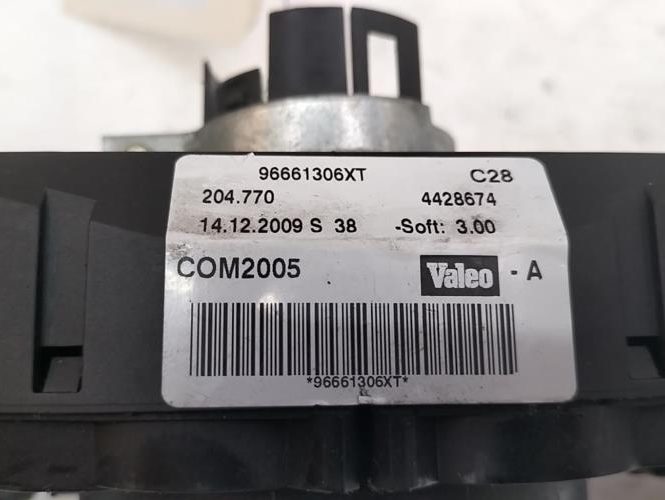 96661306XT C28
204.770 4428674
14.12.2009 S 38 -Soft: 3.00
COM2005 Valeo - A
*96661306XT*